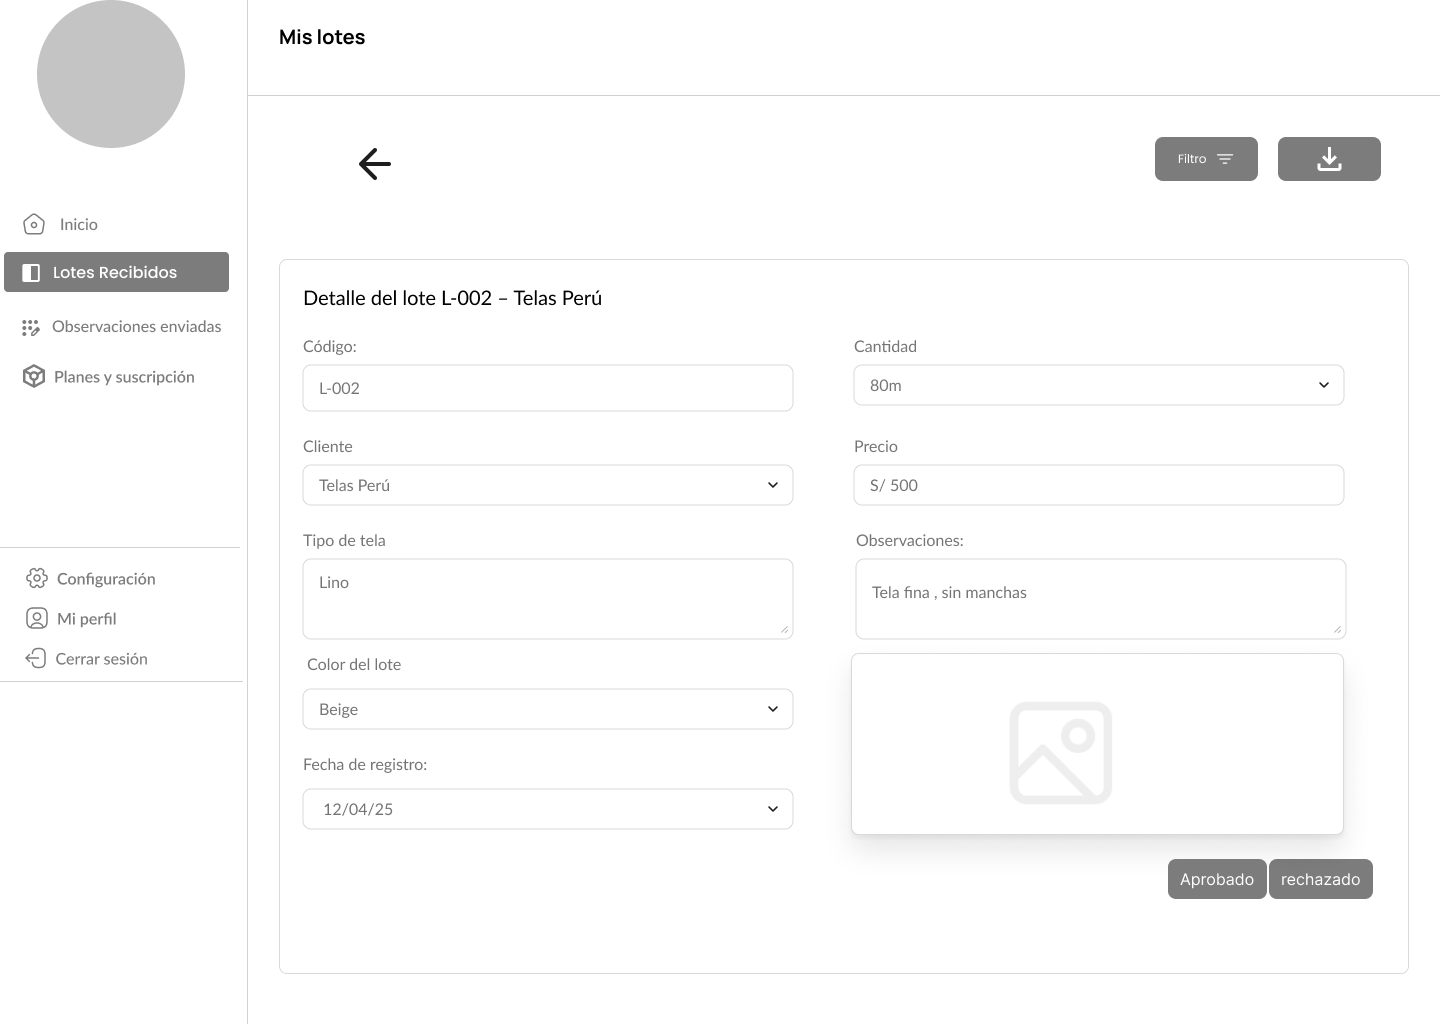 Mis lotes
Filtro
Inicio
Lotes Recibidos
Observaciones enviadas
Planes y suscripción
Configuración
Mi perfil
Cerrar sesión
Detalle del lote L-002 – Telas Perú
Código:
L-002
Cantidad
80m
Cliente
Telas Perú
Precio
S/ 500
Tipo de tela
Lino
Observaciones:
Tela fina , sin manchas
Color del lote
Beige
Fecha de registro:
12/04/25
Aprobado
rechazado